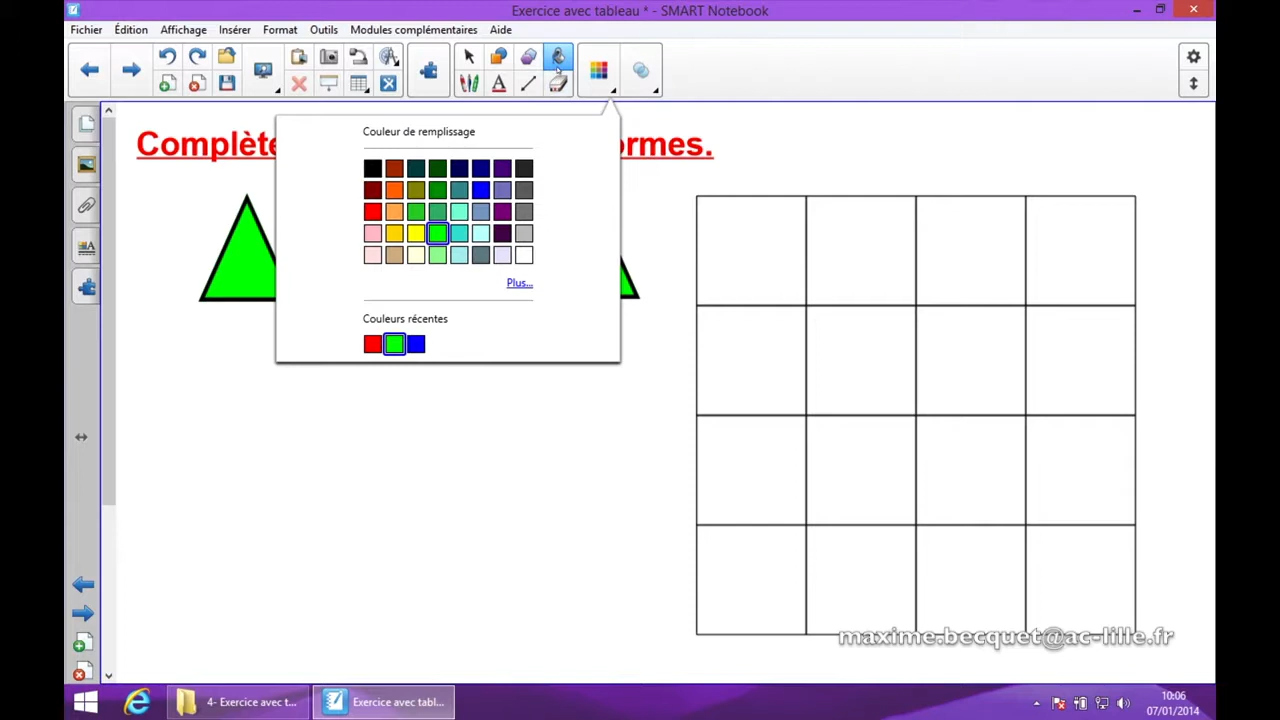 Exercice avec tableau * - SMART Notebook
Fichier Édition Affichage Insérer Format Outils Modules complémentaires Aide
Couleur de remplissage
Plus...
Couleurs récentes
Complète ormes.
maxime.becquet@ac-lille.fr
4- Exercice avec t... Exercice avec tabl...
10:06
07/01/2014